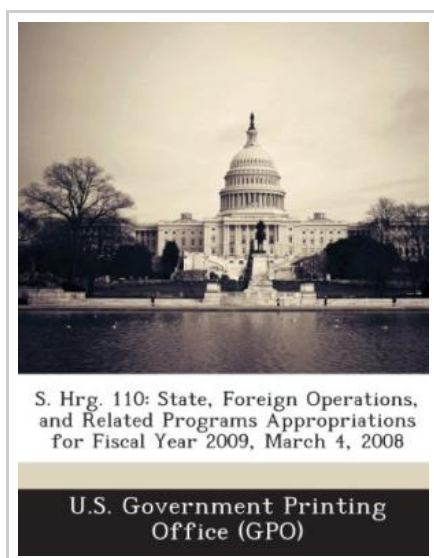 S. Hrg. 110: State, Foreign Operations,
and Related Programs Appropriations
for Fiscal Year 2009, March 4, 2008
U.S. Government Printing
Office (GPO)